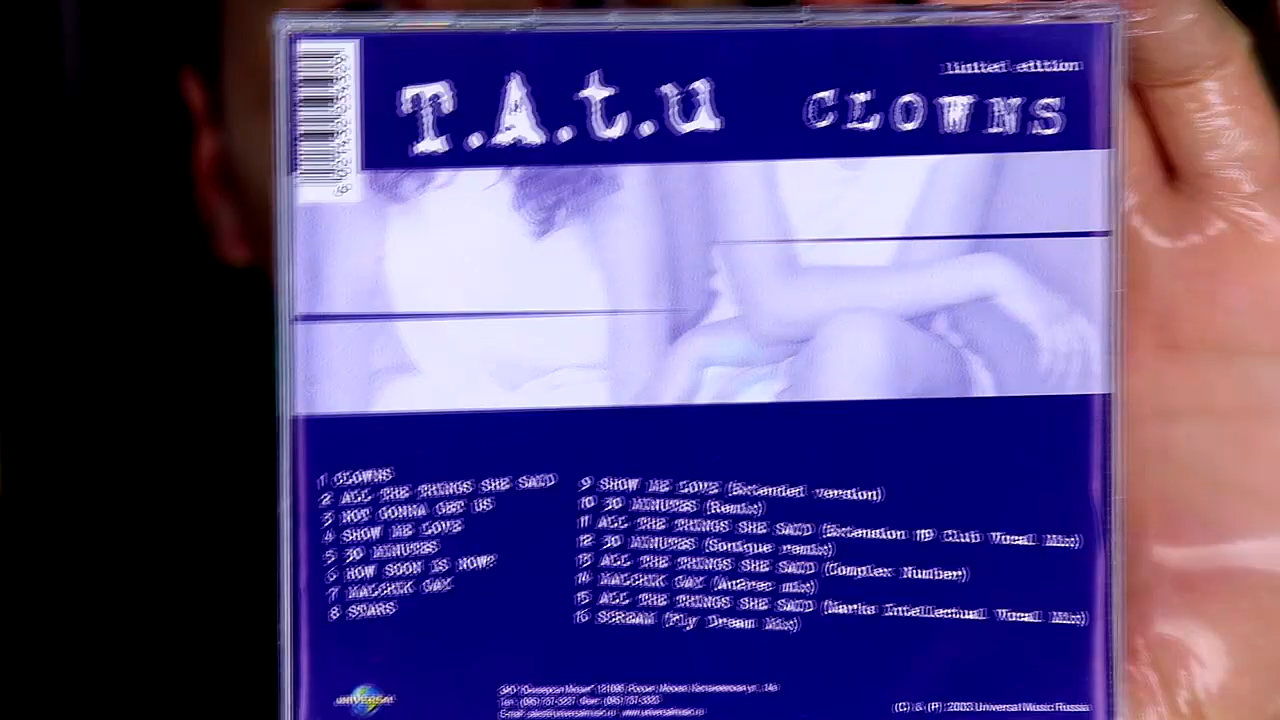 limited edition
T.A.t.u CLOWNS
1 CLOWNS
2 ALL THE THINGS SHE SAID
3 NOT GONNA GET US
4 SHOW ME LOVE
5 30 MINUTES
6 HOW SOON IS NOW?
7 MALCHIK GAY
8 STARS
9 SHOW ME LOVE (Extended version)
10 30 MINUTES (Remix)
11 ALL THE THINGS SHE SAID (Extension 119 Club Vocal Mix)
12 30 MINUTES (Sonique remix)
13 ALL THE THINGS SHE SAID (Complex Number)
14 MALCHIK GAY (An2rec mix)
15 ALL THE THINGS SHE SAID (Marks Intellectual Vocal Mix)
16 SCREAM (Fly Dream Mix)
UNIVERSAL
(C) & (P) 2003 Universal Music Russia